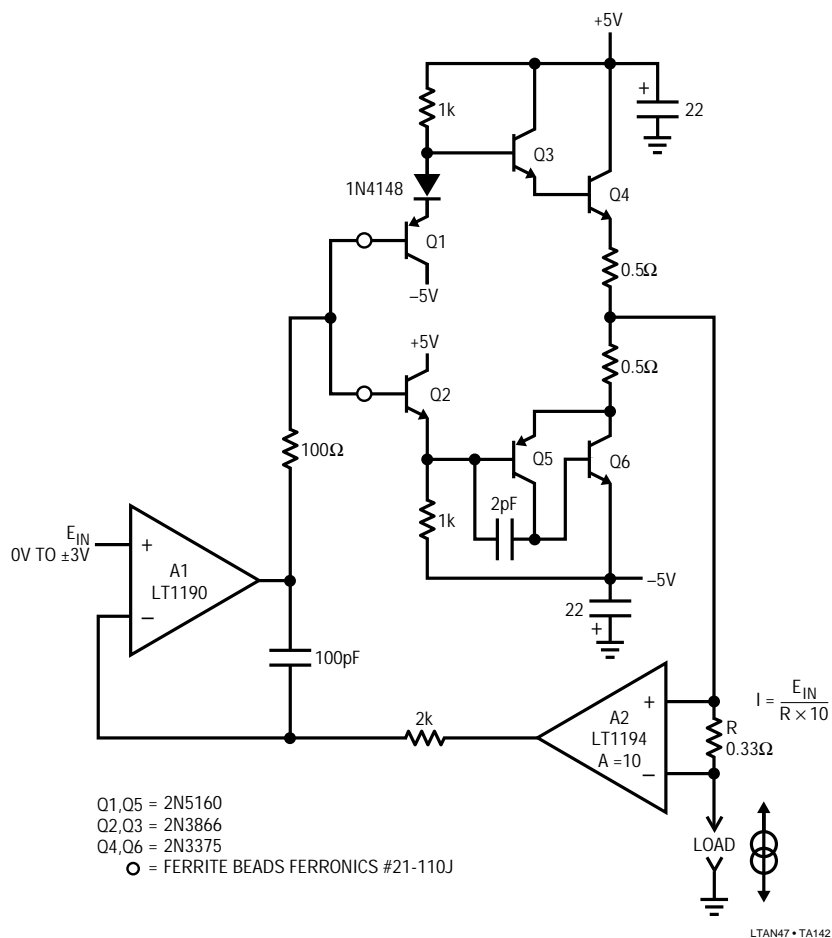 +5V
1k
+
22
Q3
1N4148
Q4
Q1
0.5Ω
–5V
+5V
0.5Ω
Q2
100Ω
Q5
Q6
2pF
1k
E_IN
0V TO ±3V
+
A1
LT1190
–
–5V
22
+
100pF
2k
A2
LT1194
A =10
+
–
R
0.33Ω
I = E_IN / R × 10
LOAD
Q1,Q5 = 2N5160
Q2,Q3 = 2N3866
Q4,Q6 = 2N3375
= FERRITE BEADS FERRONICS #21-110J
LTAN47 • TA142